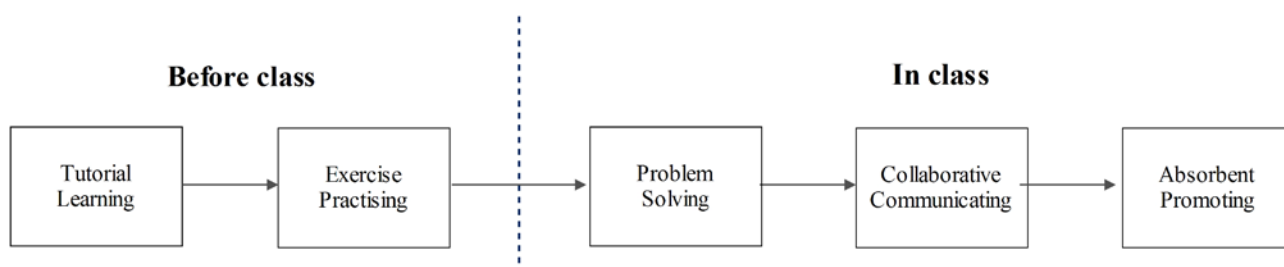 Before class
In class
Tutorial
Learning
Exercise
Practising
Problem
Solving
Collaborative
Communicating
Absorbent
Promoting